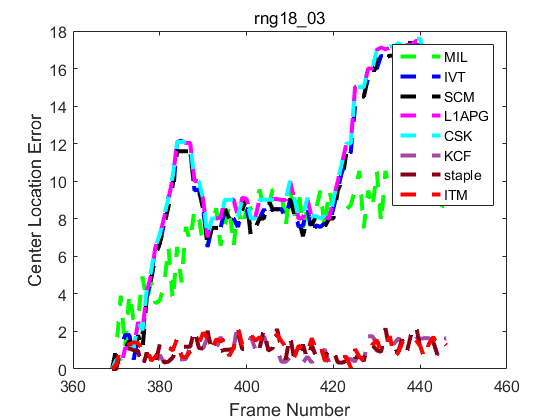 rng18_03
Center Location Error
18
16
14
12
10
8
6
4
2
0
MIL
IVT
SCM
L1APG
CSK
KCF
staple
ITM
360 380 400 420 440 460
Frame Number